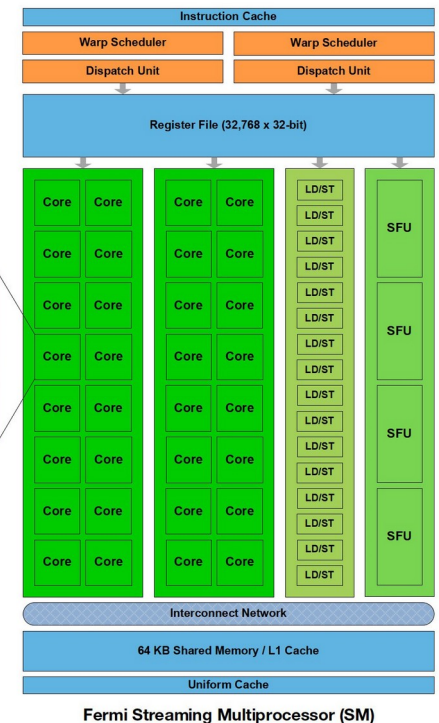 Instruction Cache
Warp Scheduler Warp Scheduler
Dispatch Unit Dispatch Unit
Register File (32,768 x 32-bit)
LD/ST
Core Core Core Core
LD/ST
SFU
LD/ST
Core Core Core Core
LD/ST
LD/ST
Core Core Core Core
LD/ST
SFU
LD/ST
Core Core Core Core
LD/ST
LD/ST
Core Core Core Core
LD/ST
SFU
LD/ST
Core Core Core Core
LD/ST
LD/ST
Core Core Core Core
LD/ST
SFU
LD/ST
Core Core Core Core
LD/ST
Interconnect Network
64 KB Shared Memory / L1 Cache
Uniform Cache
Fermi Streaming Multiprocessor (SM)